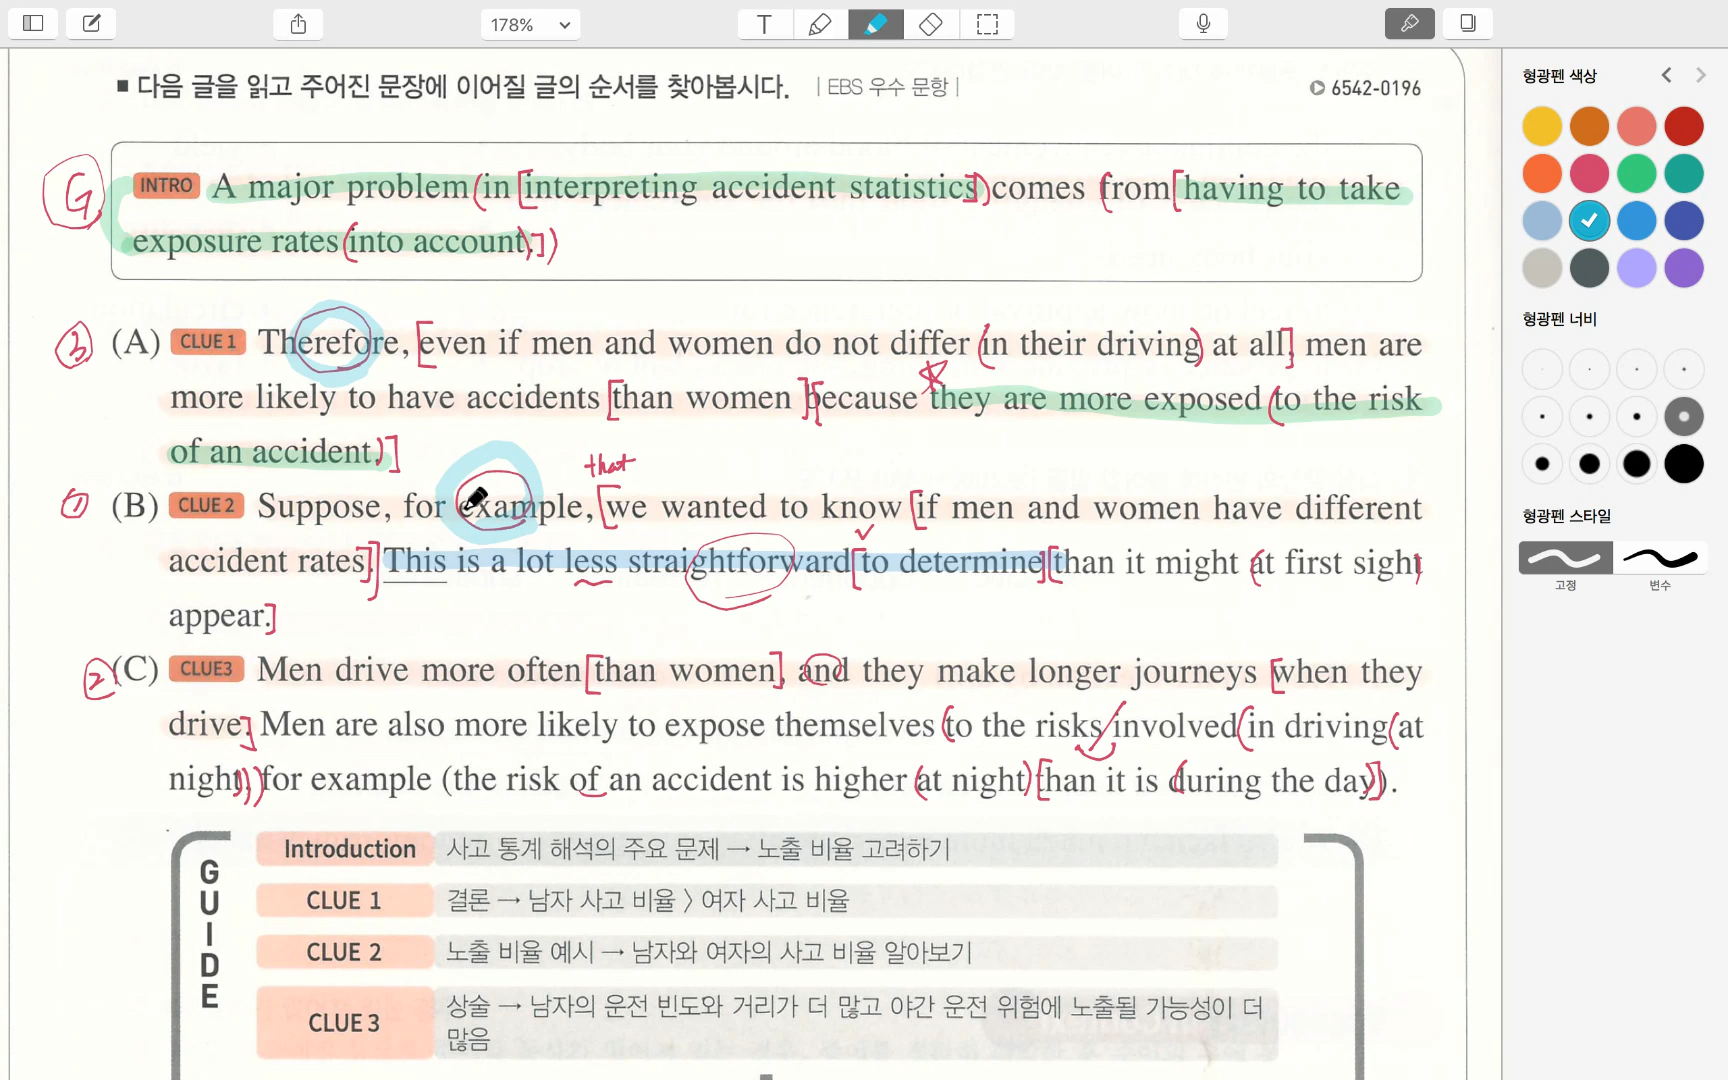 178%
T
■ 다음 글을 읽고 주어진 문장에 이어질 글의 순서를 찾아봅시다. | EBS 우수 문항 |
6542-0196
G
INTRO A major problem (in [interpreting accident statistics]) comes (from [having to take
exposure rates (into account).])
③ (A) CLUE 1 Therefore, [even if men and women do not differ (in their driving) at all], men are
more likely to have accidents [than women] [because they are more exposed (to the risk
of an accident.)]
that
① (B) CLUE 2 Suppose, for example, [we wanted to know [if men and women have different
accident rates]]. This is a lot less straightforward [to determine] [than it might (at first sight)
appear.]
② (C) CLUE3 Men drive more often [than women], and they make longer journeys [when they
drive.] Men are also more likely to expose themselves (to the risks involved (in driving (at
night,))) for example (the risk of an accident is higher (at night) [than it is (during the day)]).
GUIDE
Introduction 사고 통계 해석의 주요 문제 → 노출 비율 고려하기
CLUE 1 결론 → 남자 사고 비율 > 여자 사고 비율
CLUE 2 노출 비율 예시 → 남자와 여자의 사고 비율 알아보기
CLUE 3 상술 → 남자의 운전 빈도와 거리가 더 많고 야간 운전 위험에 노출될 가능성이 더
많음
형광펜 색상
형광펜 너비
형광펜 스타일
고정 변수